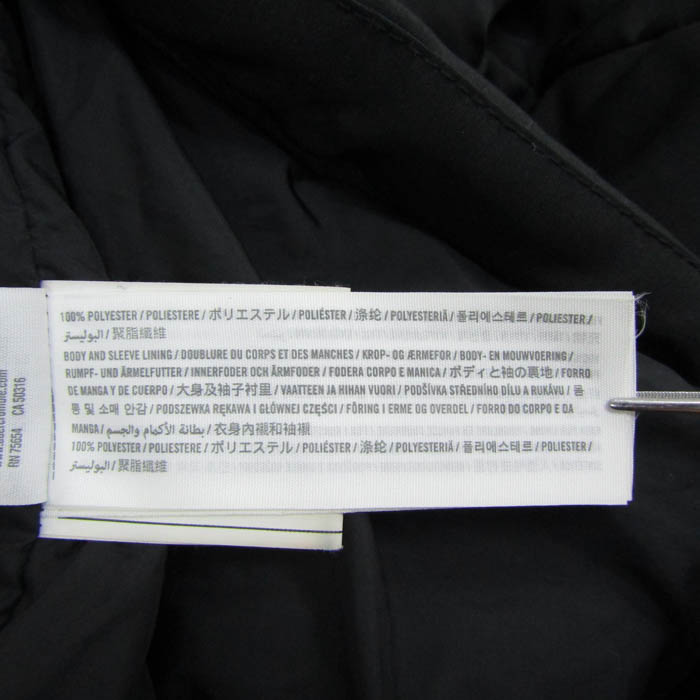 100% POLYESTER / POLIESTERE / ポリエステル / POLIÉSTER / 涤纶 / POLYESTERIÄ / 폴리에스테르 / POLIESTER /
البوليستر / 聚脂纖維
BODY AND SLEEVE LINING / DOUBLURE DU CORPS ET DES MANCHES / KROP- OG ÆRMEFOR / BODY- EN MOUWVOERING /
RUMPF- UND ÄRMELFUTTER / INNERFODER OCH ÄRMFODER / FODERA CORPO E MANICA / ボディと袖の裏地 / FORRO
DE MANGA Y DE CUERPO / 大身及袖子衬里 / VAATTEEN JA HIHAN VUORI / PODŠÍVKA STŘEDNÍHO DÍLU A RUKÁVU / 몸
통 및 소매 안감 / PODSZEWKA RĘKAWA I GŁÓWNEJ CZĘŚCI / FÔRING I ERME OG OVERDEL / FORRO DO CORPO E DA
MANGA / بطانة الأكمام والجسم / 衣身內襯和袖襯
100% POLYESTER / POLIESTERE / ポリエステル / POLIÉSTER / 涤纶 / POLYESTERIÄ / 폴리에스테르 / POLIESTER /
البوليستر / 聚脂纖維
RN 75654 CA 50316